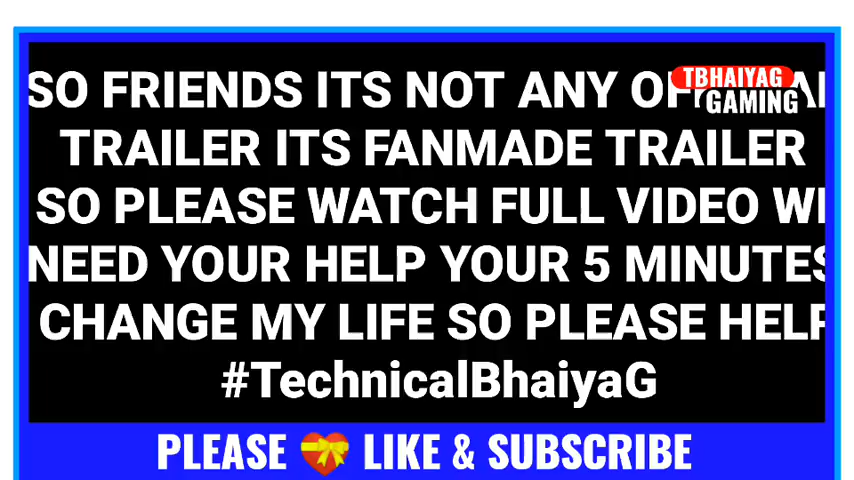 TBHAIYAG
GAMING
SO FRIENDS ITS NOT ANY
TRAILER ITS FANMADE TRAILER
SO PLEASE WATCH FULL VIDEO WE
NEED YOUR HELP YOUR 5 MINUTES
CHANGE MY LIFE SO PLEASE HELP
#TechnicalBhaiyaG
PLEASE 💝 LIKE & SUBSCRIBE